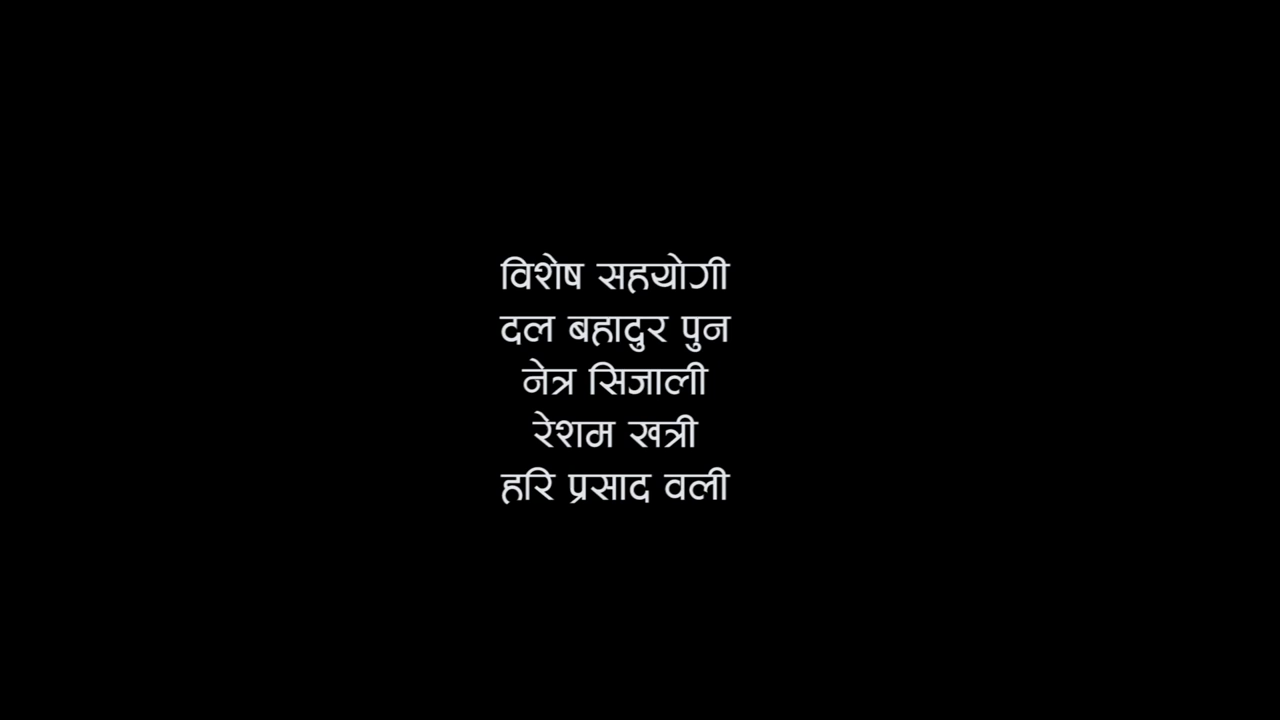 विशेष सहयोगी
दल बहादुर पुन
नेत्र सिजाली
रेशम खत्री
हरि प्रसाद वली